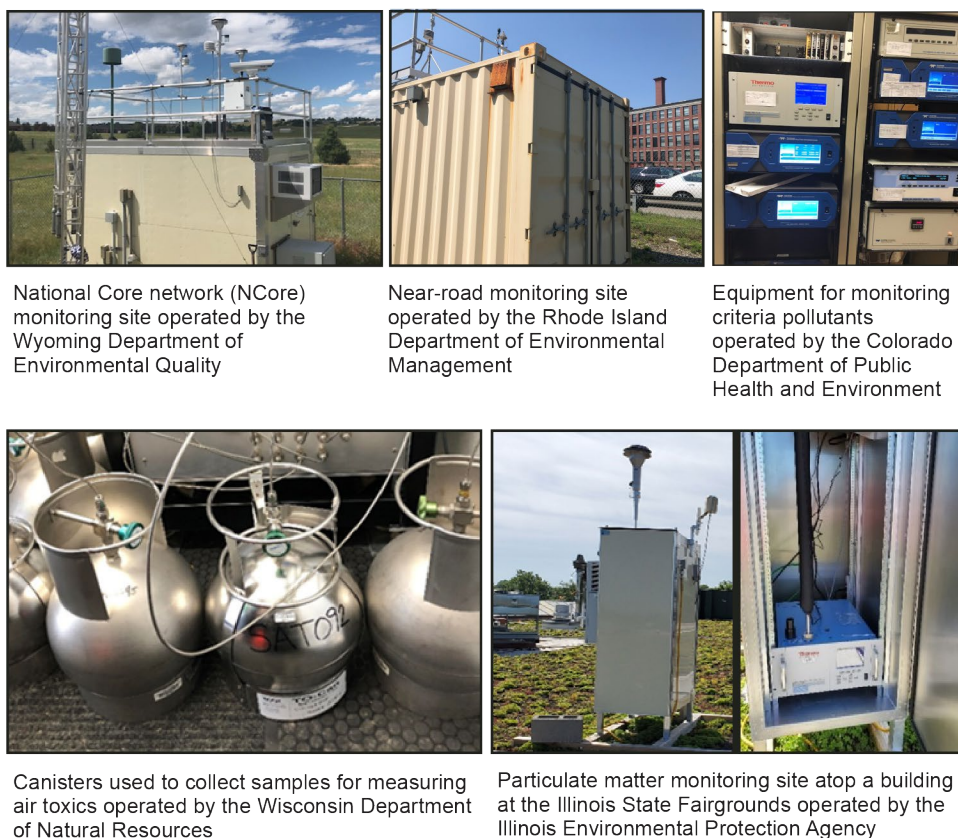 National Core network (NCore)
monitoring site operated by the
Wyoming Department of
Environmental Quality
Near-road monitoring site
operated by the Rhode Island
Department of Environmental
Management
Thermo
Equipment for monitoring
criteria pollutants
operated by the Colorado
Department of Public
Health and Environment
SAT092
Canisters used to collect samples for measuring
air toxics operated by the Wisconsin Department
of Natural Resources
Thermo
Particulate matter monitoring site atop a building
at the Illinois State Fairgrounds operated by the
Illinois Environmental Protection Agency